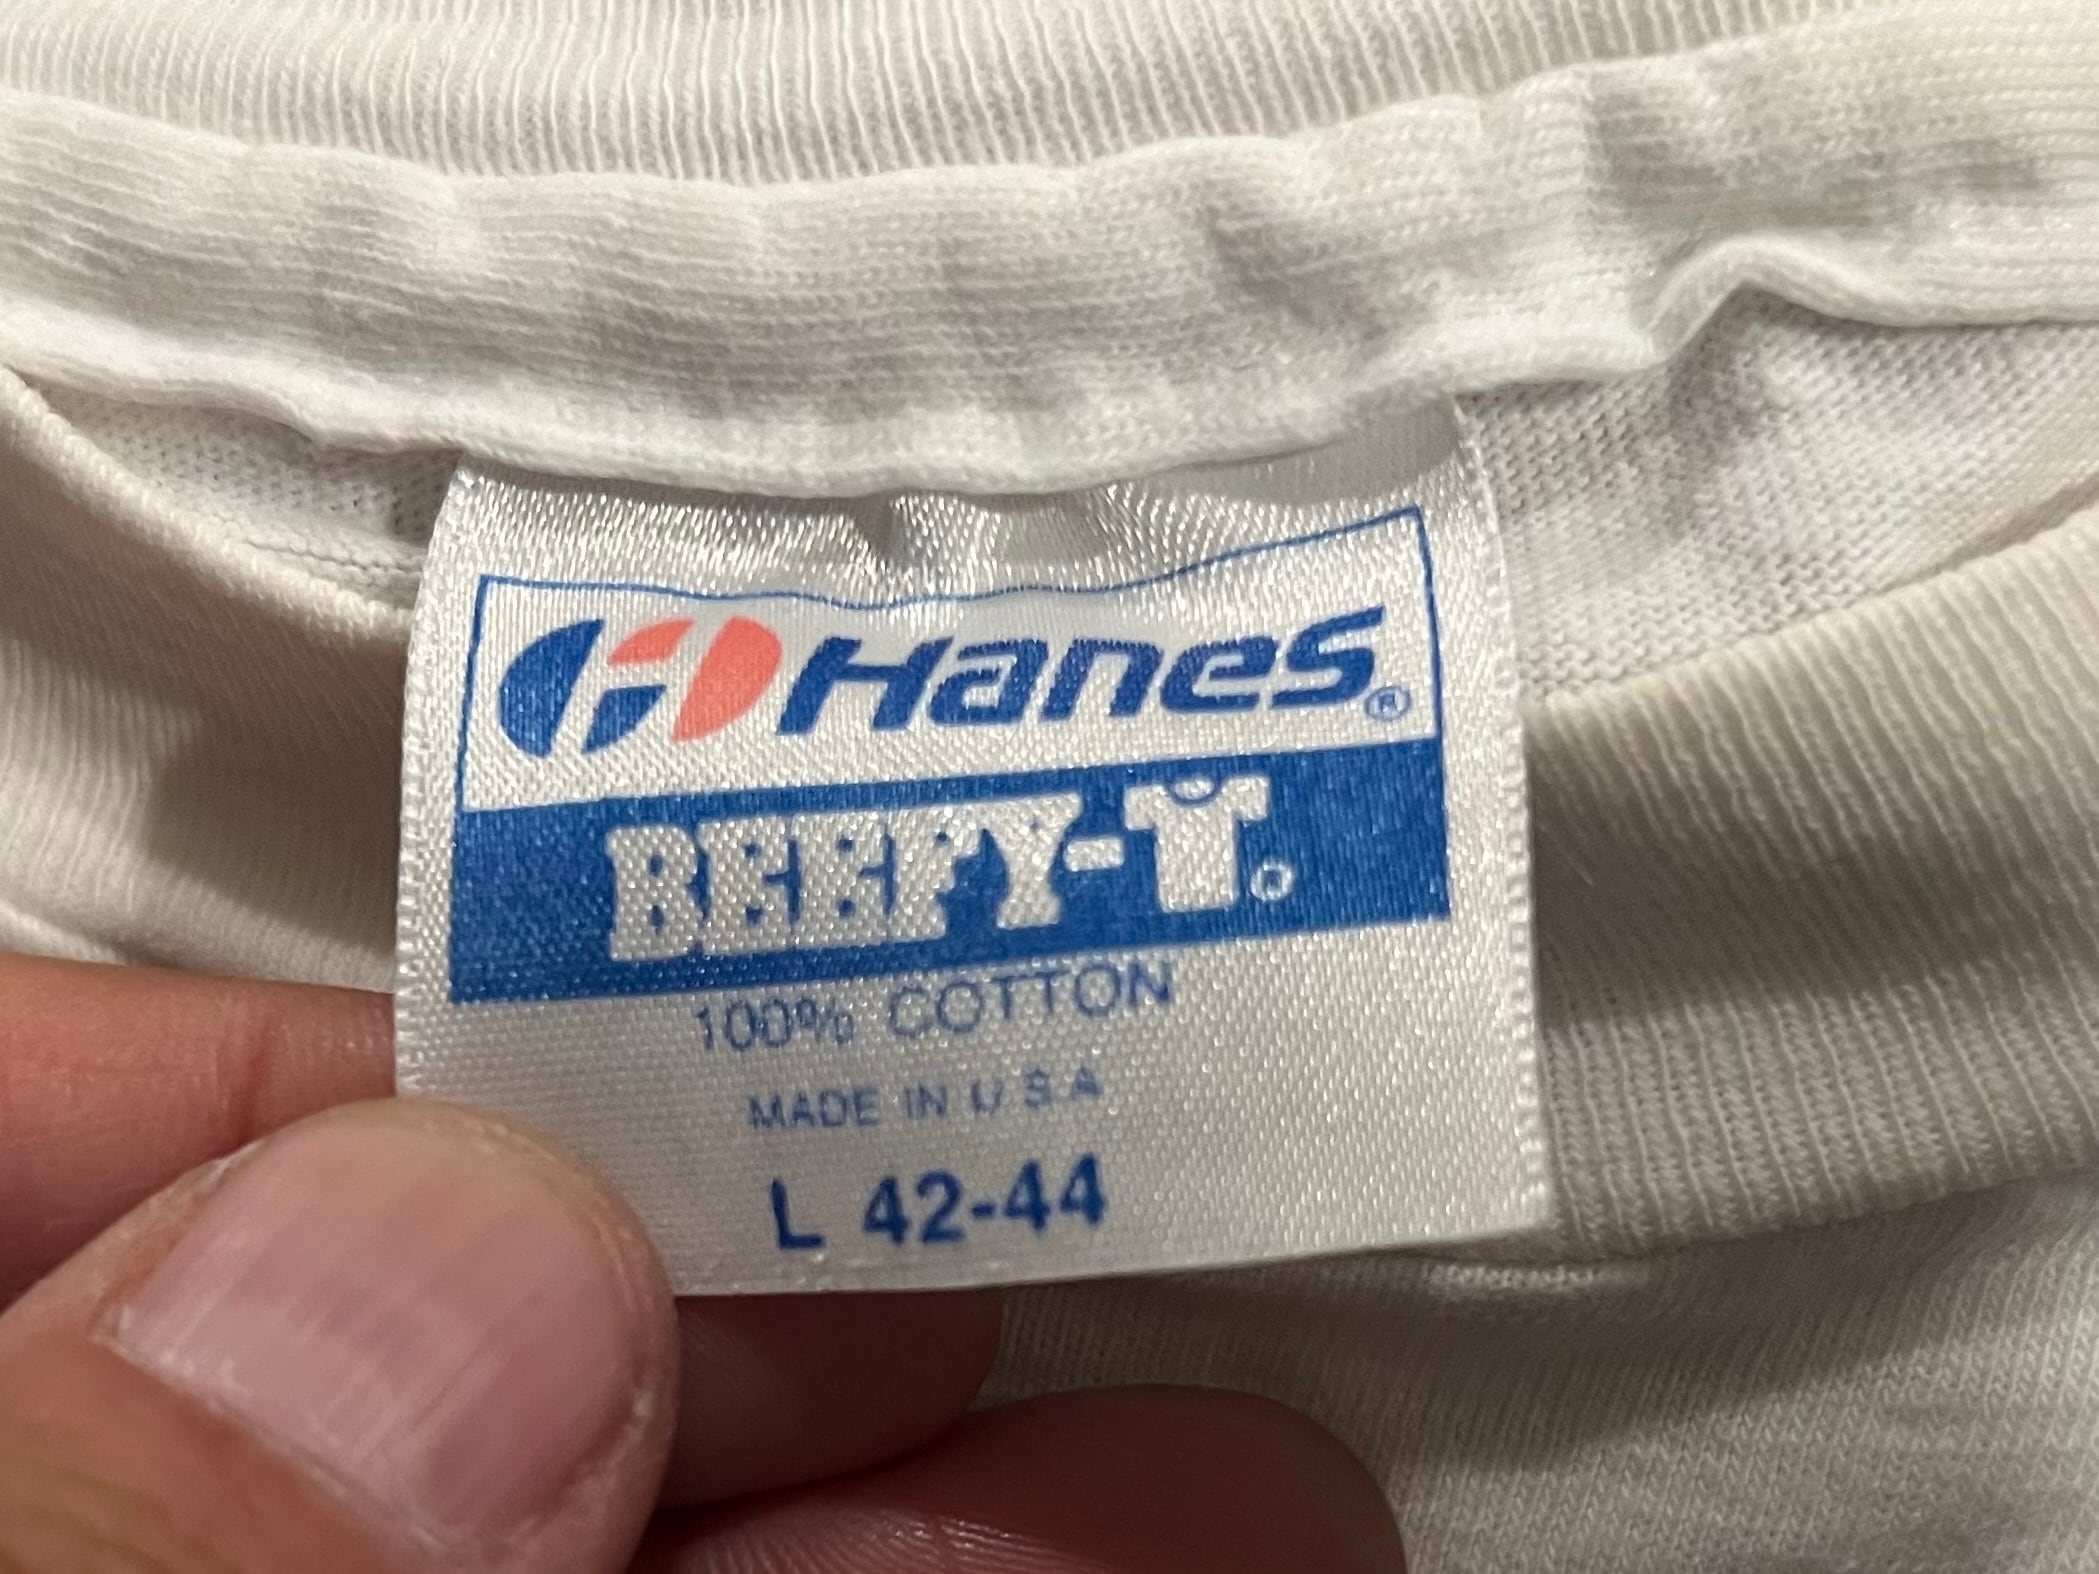 Hanes®
BEEFY-T®
100% COTTON
MADE IN U.S.A
L 42-44